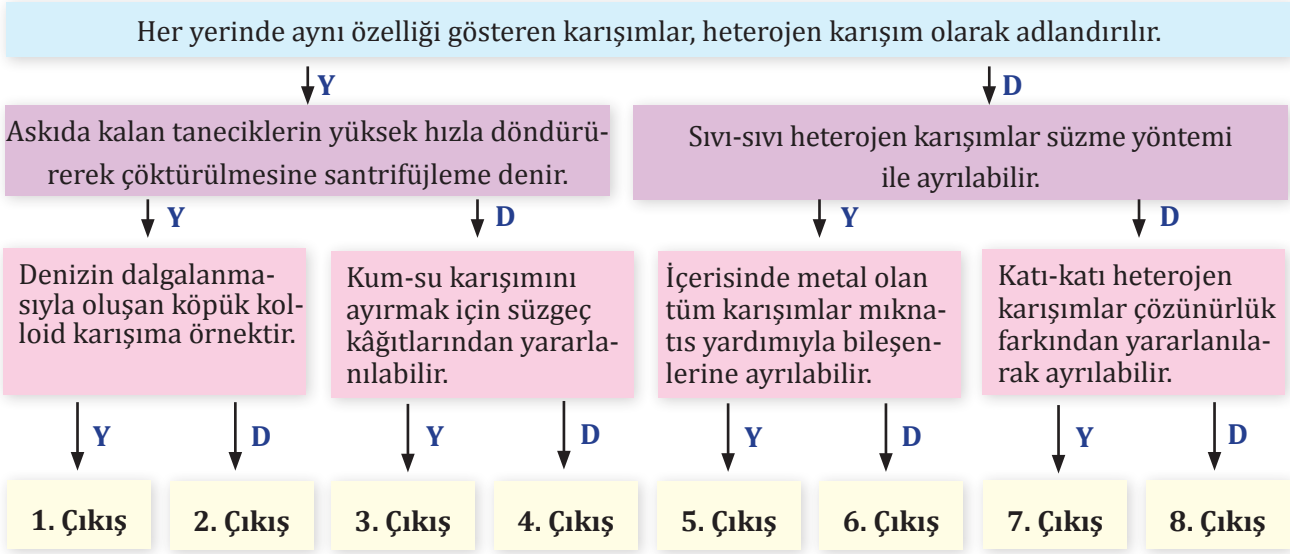 Her yerinde aynı özelliği gösteren karışımlar, heterojen karışım olarak adlandırılır.
Y
D
Askıda kalan taneciklerin yüksek hızla döndürü-
rerek çöktürülmesine santrifüjleme denir.
Sıvı-sıvı heterojen karışımlar süzme yöntemi
ile ayrılabilir.
Y
D
Y
D
Denizin dalgalanma-
sıyla oluşan köpük kol-
loid karışıma örnektir.
Kum-su karışımını
ayırmak için süzgeç
kâğıtlarından yararla-
nılabilir.
İçerisinde metal olan
tüm karışımlar mıkna-
tıs yardımıyla bileşen-
lerine ayrılabilir.
Katı-katı heterojen
karışımlar çözünürlük
farkından yararlanıla-
rak ayrılabilir.
Y
D
Y
D
Y
D
Y
D
1. Çıkış
2. Çıkış
3. Çıkış
4. Çıkış
5. Çıkış
6. Çıkış
7. Çıkış
8. Çıkış